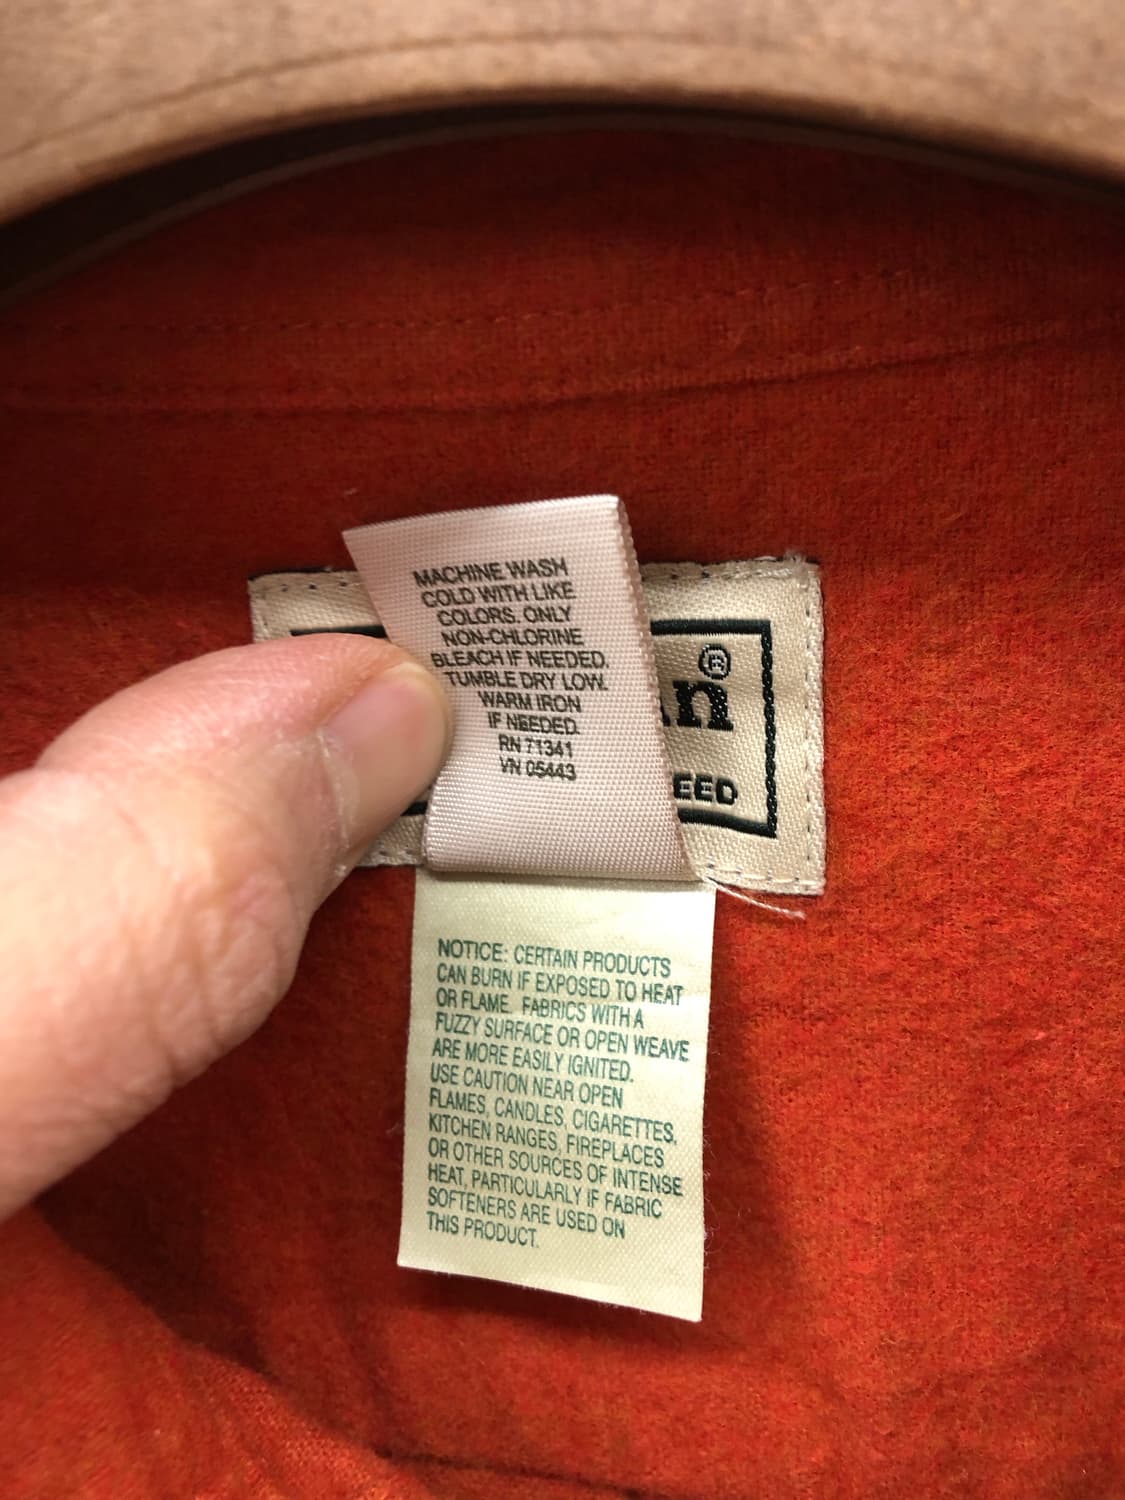 MACHINE WASH
COLD WITH LIKE
COLORS. ONLY
NON-CHLORINE
BLEACH IF NEEDED.
TUMBLE DRY LOW.
WARM IRON
IF NEEDED.
RN 71341
VN 05443
an®
EED
NOTICE: CERTAIN PRODUCTS
CAN BURN IF EXPOSED TO HEAT
OR FLAME. FABRICS WITH A
FUZZY SURFACE OR OPEN WEAVE
ARE MORE EASILY IGNITED.
USE CAUTION NEAR OPEN
FLAMES, CANDLES, CIGARETTES,
KITCHEN RANGES, FIREPLACES
OR OTHER SOURCES OF INTENSE
HEAT, PARTICULARLY IF FABRIC
SOFTENERS ARE USED ON
THIS PRODUCT.